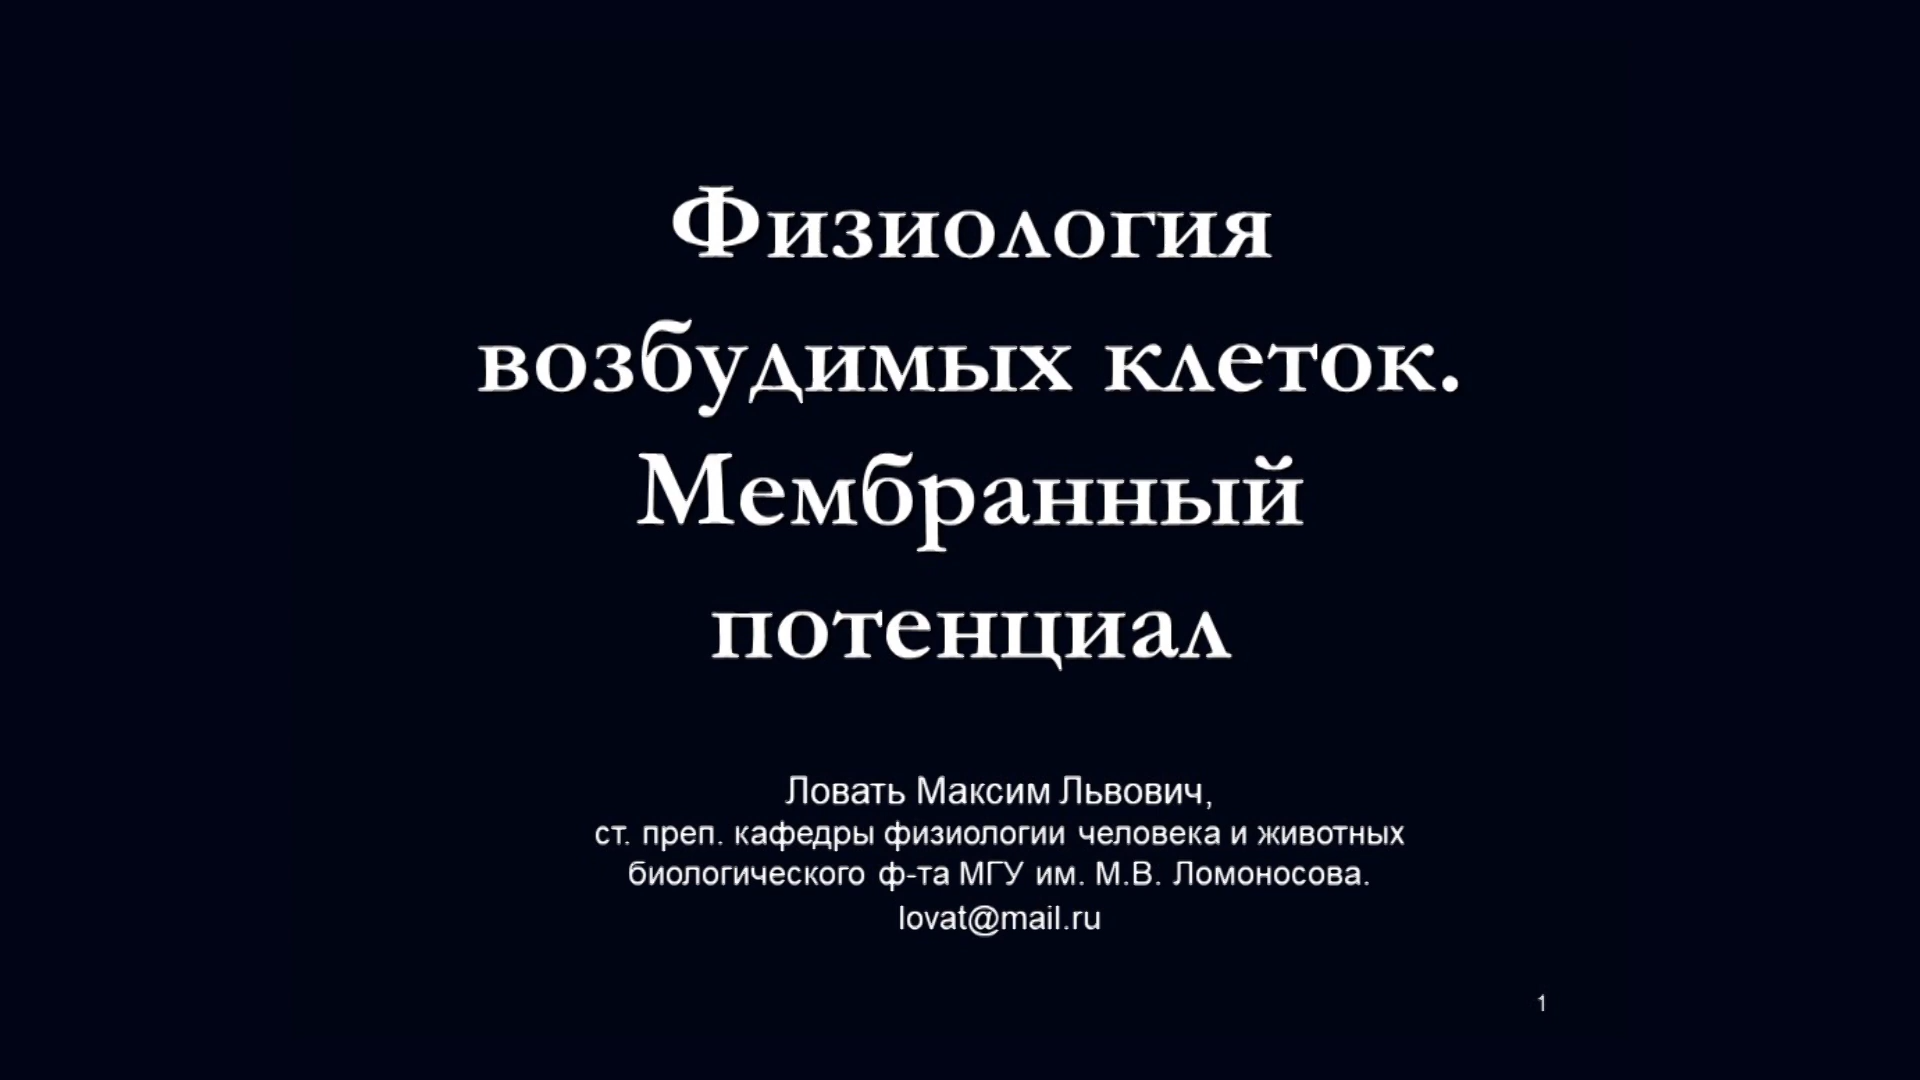 Физиология
возбудимых клеток.
Мембранный
потенциал
Ловать Максим Львович,
ст. преп. кафедры физиологии человека и животных
биологического ф-та МГУ им. М.В. Ломоносова.
lovat@mail.ru
1